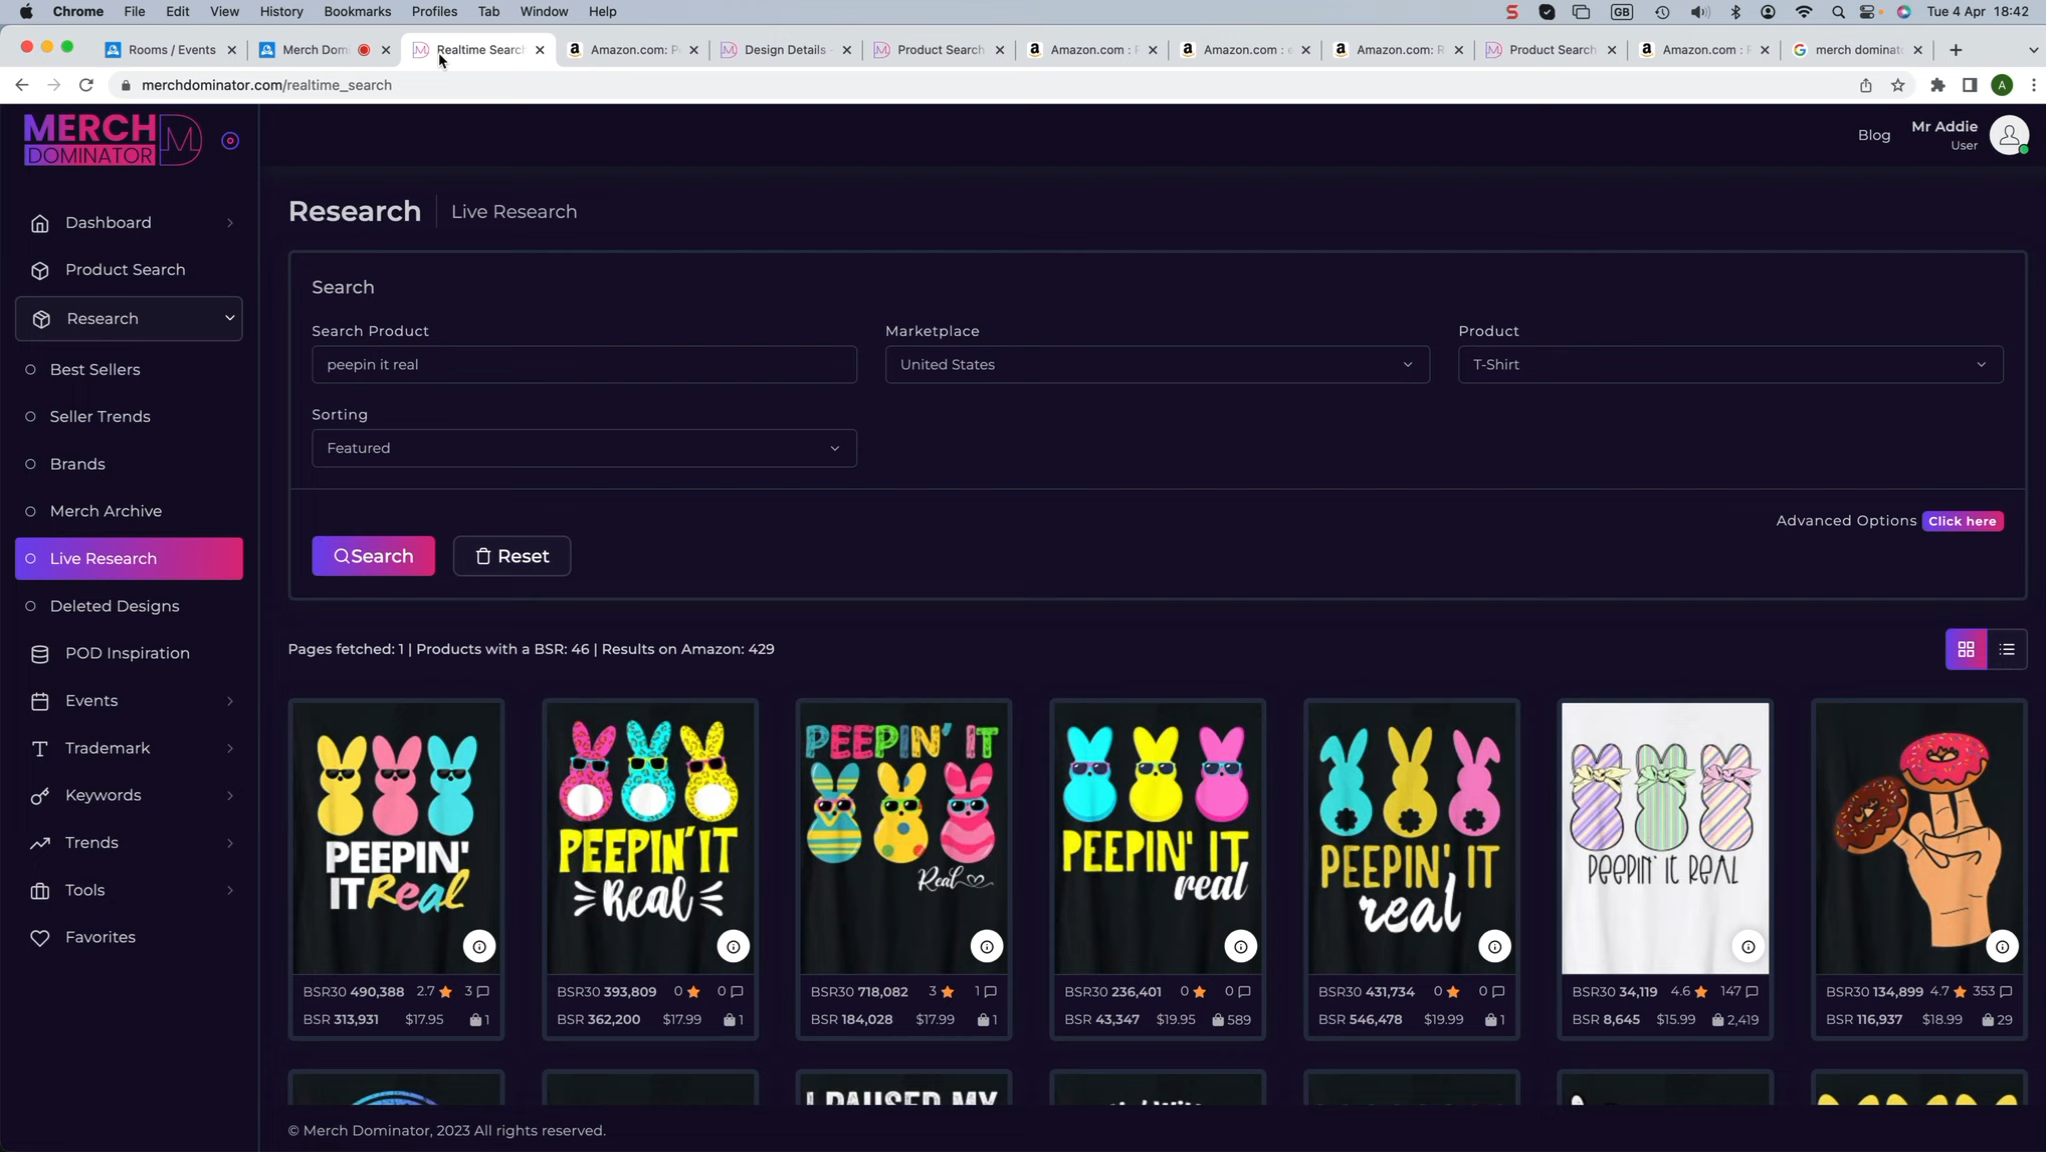 Chrome File Edit View History Bookmarks Profiles Tab Window Help
GB Tue 4 Apr 18:42
Rooms / Events Merch Dom Realtime Searc Amazon.com: P Design Details Product Search Amazon.com : Amazon.com : Amazon.com: R Product Search Amazon.com : merch dominat
merchdominator.com/realtime_search A
MERCH
DOMINATOR
Blog
Mr Addie
User
Dashboard
Product Search
Research
Best Sellers
Seller Trends
Brands
Merch Archive
Live Research
Deleted Designs
POD Inspiration
Events
Trademark
Keywords
Trends
Tools
Favorites
Research Live Research
Search
Search Product Marketplace Product
peepin it real United States T-Shirt
Sorting
Featured
Advanced Options Click here
Search Reset
Pages fetched: 1 | Products with a BSR: 46 | Results on Amazon: 429
PEEPIN'
IT Real
BSR30 490,388 2.7 3
BSR 313,931 $17.95 1
PEEPIN' IT
Real
BSR30 393,809 0 0
BSR 362,200 $17.99 1
PEEPIN' IT
Real
BSR30 718,082 3 1
BSR 184,028 $17.99 1
PEEPIN' IT
real
BSR30 236,401 0 0
BSR 43,347 $19.95 589
PEEPIN' IT
real
BSR30 431,734 0 0
BSR 546,478 $19.99 1
PEEPIN' IT REAL
BSR30 34,119 4.6 147
BSR 8,645 $15.99 2,419
BSR30 134,899 4.7 353
BSR 116,937 $18.99 29
I PAUSED MY
© Merch Dominator, 2023 All rights reserved.